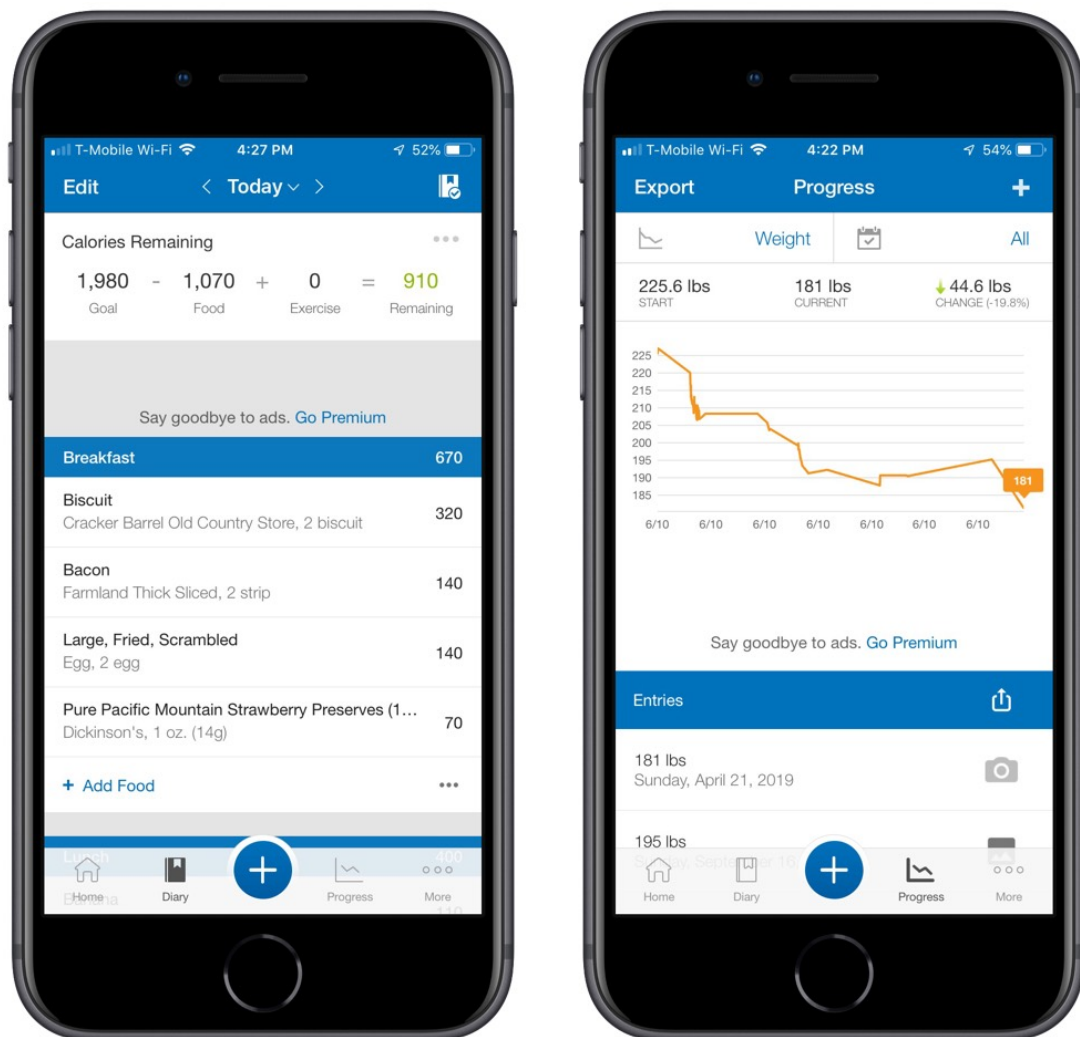 T-Mobile Wi-Fi 4:27 PM 52%
Edit < Today >
Calories Remaining
1,980 - 1,070 + 0 = 910
Goal Food Exercise Remaining
Say goodbye to ads. Go Premium
Breakfast 670
Biscuit
Cracker Barrel Old Country Store, 2 biscuit 320
Bacon
Farmland Thick Sliced, 2 strip 140
Large, Fried, Scrambled
Egg, 2 egg 140
Pure Pacific Mountain Strawberry Preserves (1...
Dickinson's, 1 oz. (14g) 70
+ Add Food
Lunch 400
Banana 110
Home Diary Progress More
T-Mobile Wi-Fi 4:22 PM 54%
Export Progress +
Weight All
225.6 lbs 181 lbs 44.6 lbs
START CURRENT CHANGE (-19.8%)
225
220
215
210
205
200
195
190
185
181
6/10 6/10 6/10 6/10 6/10 6/10 6/10
Say goodbye to ads. Go Premium
Entries
181 lbs
Sunday, April 21, 2019
195 lbs
Sunday, September 16,
Home Diary Progress More